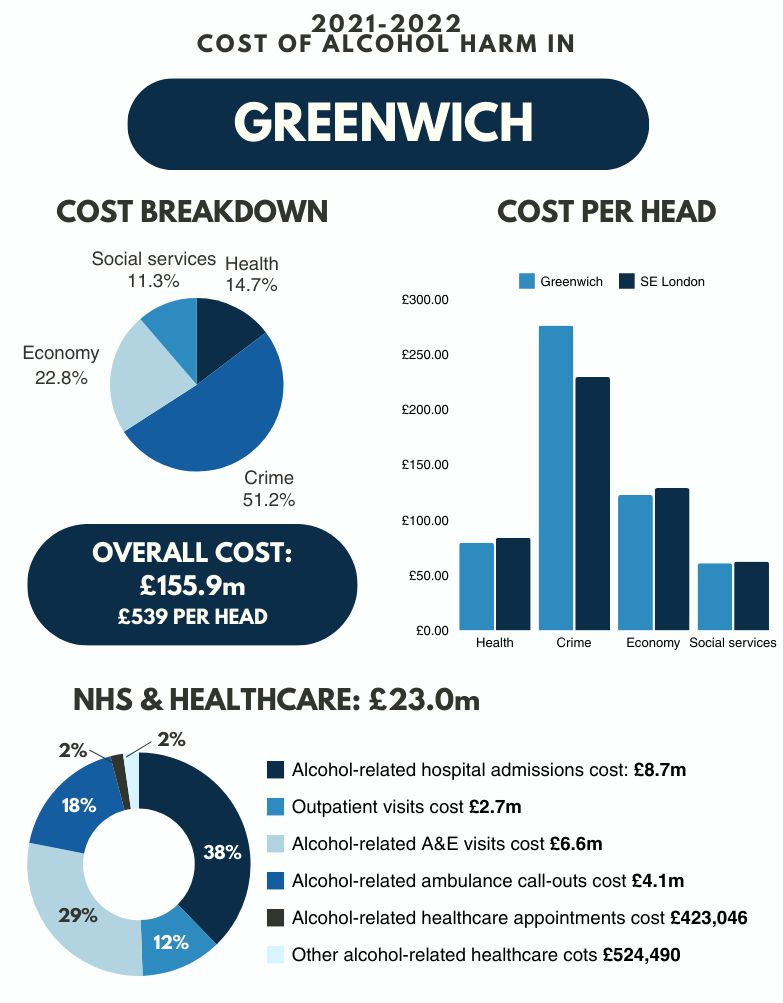 2021-2022
COST OF ALCOHOL HARM IN
GREENWICH
COST BREAKDOWN
Social services
11.3%
Health
14.7%
Economy
22.8%
Crime
51.2%
OVERALL COST:
£155.9m
£539 PER HEAD
COST PER HEAD
Greenwich
SE London
£300.00
£250.00
£200.00
£150.00
£100.00
£50.00
£0.00
Health
Crime
Economy
Social services
NHS & HEALTHCARE: £23.0m
2%
2%
18%
38%
29%
12%
Alcohol-related hospital admissions cost: £8.7m
Outpatient visits cost £2.7m
Alcohol-related A&E visits cost £6.6m
Alcohol-related ambulance call-outs cost £4.1m
Alcohol-related healthcare appointments cost £423,046
Other alcohol-related healthcare cots £524,490